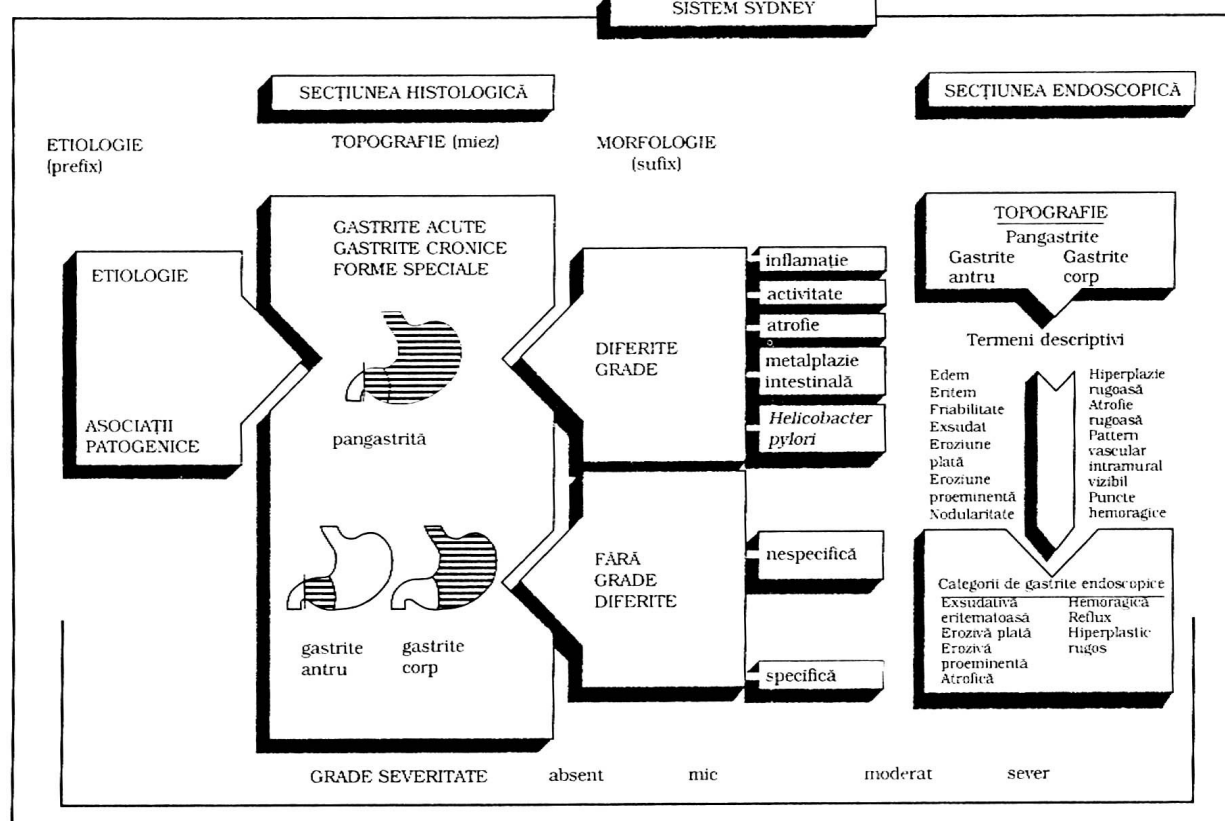 SISTEM SYDNEY
SECȚIUNEA HISTOLOGICĂ
SECȚIUNEA ENDOSCOPICĂ
ETIOLOGIE
(prefix)
TOPOGRAFIE (miez)
MORFOLOGIE
(sufix)
ETIOLOGIE
ASOCIAȚII
PATOGENICE
GASTRITE ACUTE
GASTRITE CRONICE
FORME SPECIALE
pangastrită
gastrite
antru
gastrite
corp
DIFERITE
GRADE
inflamație
activitate
atrofie
metalplazie
intestinală
Helicobacter
pylori
FĂRĂ
GRADE
DIFERITE
nespecifică
specifică
TOPOGRAFIE
Pangastrite
Gastrite
antru
Gastrite
corp
Termeni descriptivi
Edem
Eritem
Friabilitate
Exsudat
Eroziune
plată
Eroziune
proeminentă
Nodularitate
Hiperplazie
rugoasă
Atrofie
rugoasă
Pattern
vascular
intramural
vizibil
Puncte
hemoragice
Categorii de gastrite endoscopice
Exsudativă
eritematoasă
Erozivă plată
Erozivă
proeminentă
Atrofică
Hemoragică
Reflux
Hiperplastic
rugos
GRADE SEVERITATE absent mic moderat sever